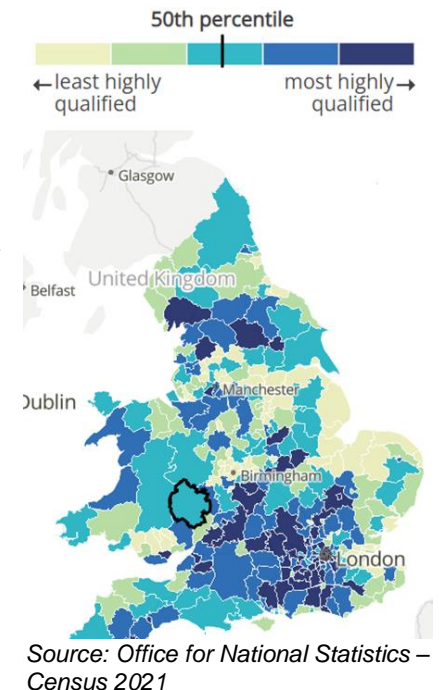 50th percentile
←least highly
qualified
most highly→
qualified
Glasgow
Belfast
United Kingdom
Dublin
Manchester
Birmingham
London
Source: Office for National Statistics –
Census 2021